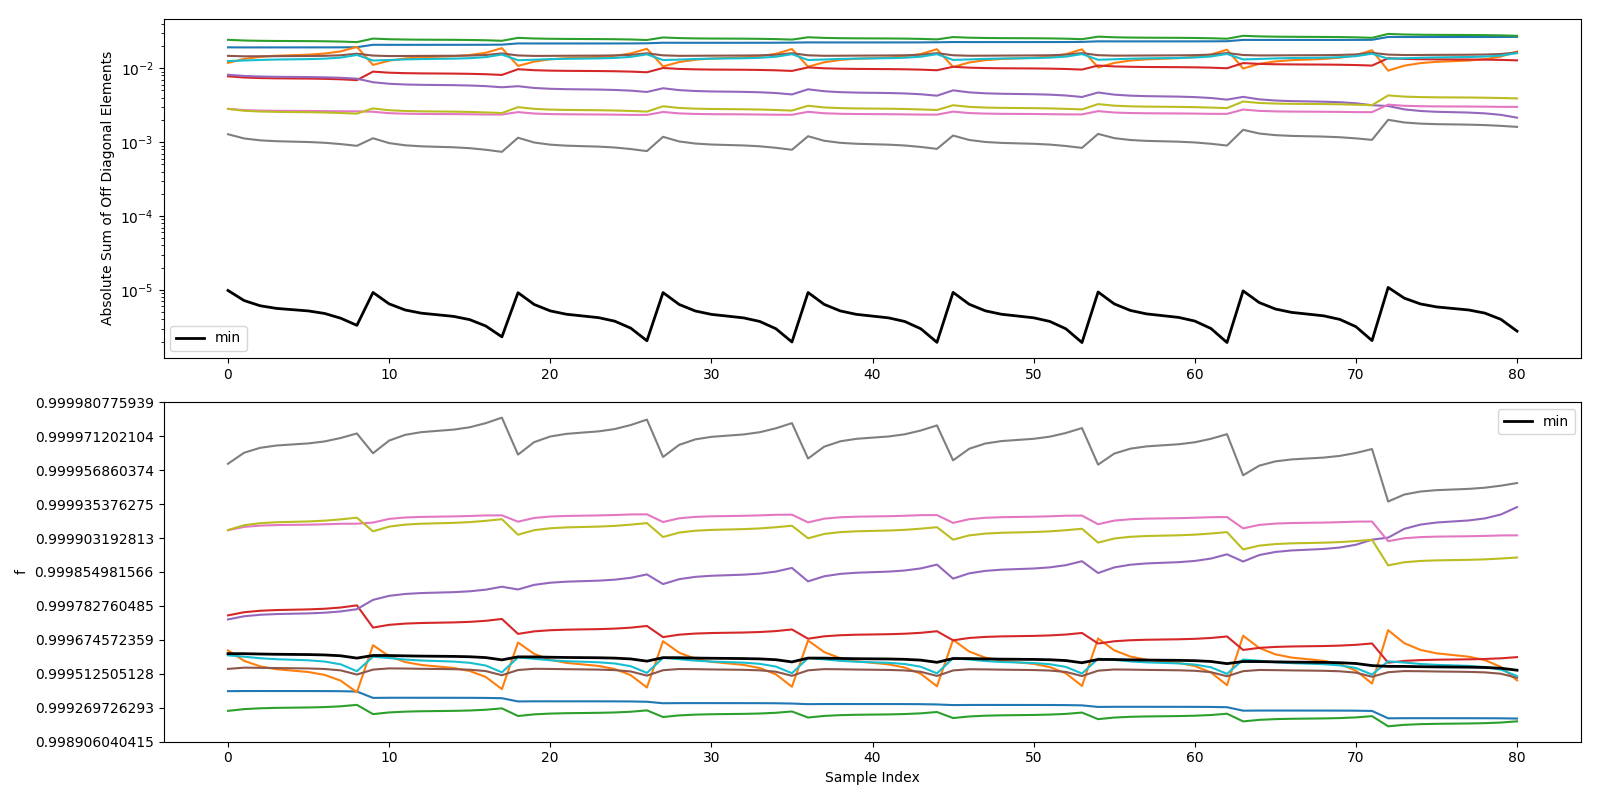 Absolute Sum of Off Diagonal Elements
10^-2
10^-3
10^-4
10^-5
min
0 10 20 30 40 50 60 70 80
f
0.999980775939
0.999971202104
0.999956860374
0.999935376275
0.999903192813
0.999854981566
0.999782760485
0.999674572359
0.999512505128
0.999269726293
0.998906040415
min
0 10 20 30 40 50 60 70 80
Sample Index